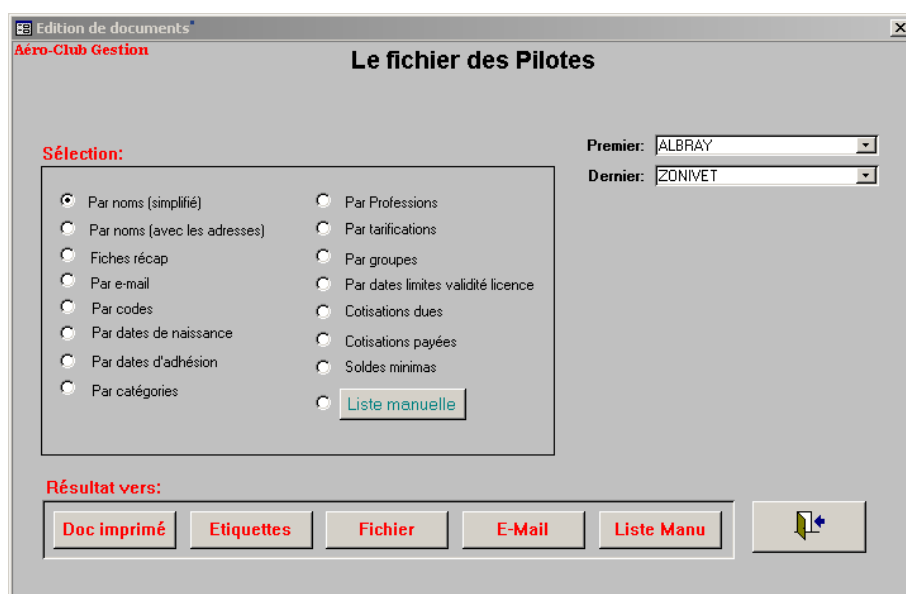 Edition de documents
Aéro-Club Gestion
Le fichier des Pilotes
Premier: ALBRAY
Dernier: ZONIVET
Sélection:
Par noms (simplifié)
Par noms (avec les adresses)
Fiches récap
Par e-mail
Par codes
Par dates de naissance
Par dates d'adhésion
Par catégories
Par Professions
Par tarifications
Par groupes
Par dates limites validité licence
Cotisations dues
Cotisations payées
Soldes minimas
Liste manuelle
Résultat vers:
Doc imprimé Etiquettes Fichier E-Mail Liste Manu